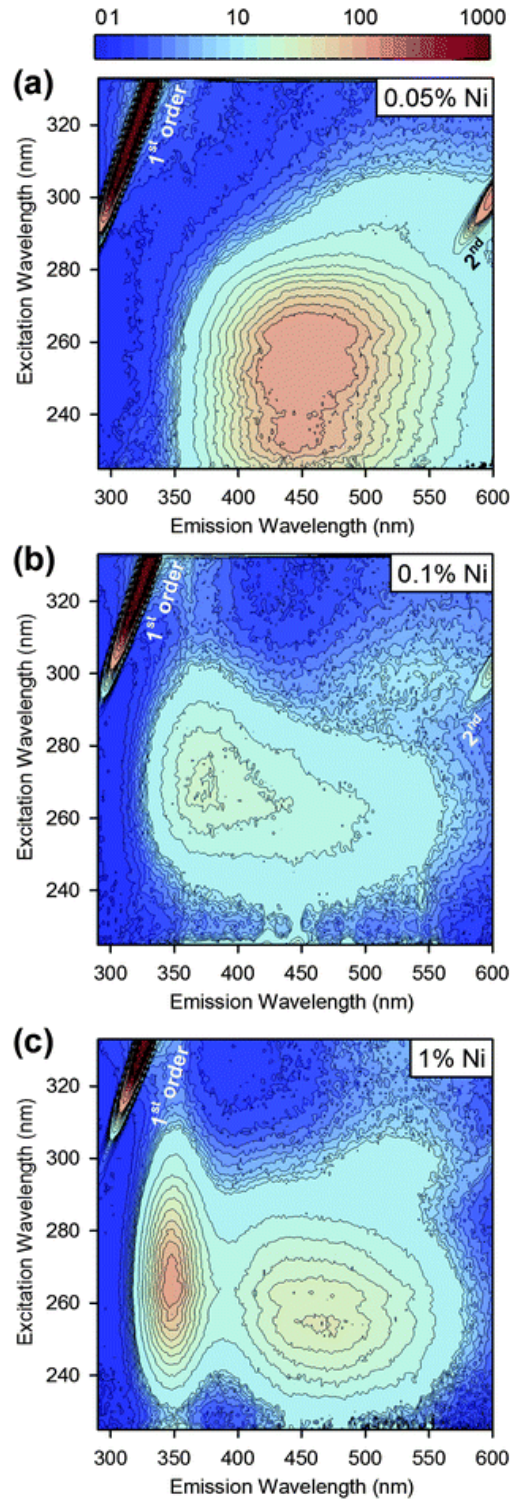 01 10 100 1000
(a)
0.05% Ni
1st order
2nd
Excitation Wavelength (nm)
320
300
280
260
240
300 350 400 450 500 550 600
Emission Wavelength (nm)
(b)
0.1% Ni
1st order
2nd
Excitation Wavelength (nm)
320
300
280
260
240
300 350 400 450 500 550 600
Emission Wavelength (nm)
(c)
1% Ni
1st order
Excitation Wavelength (nm)
320
300
280
260
240
300 350 400 450 500 550 600
Emission Wavelength (nm)